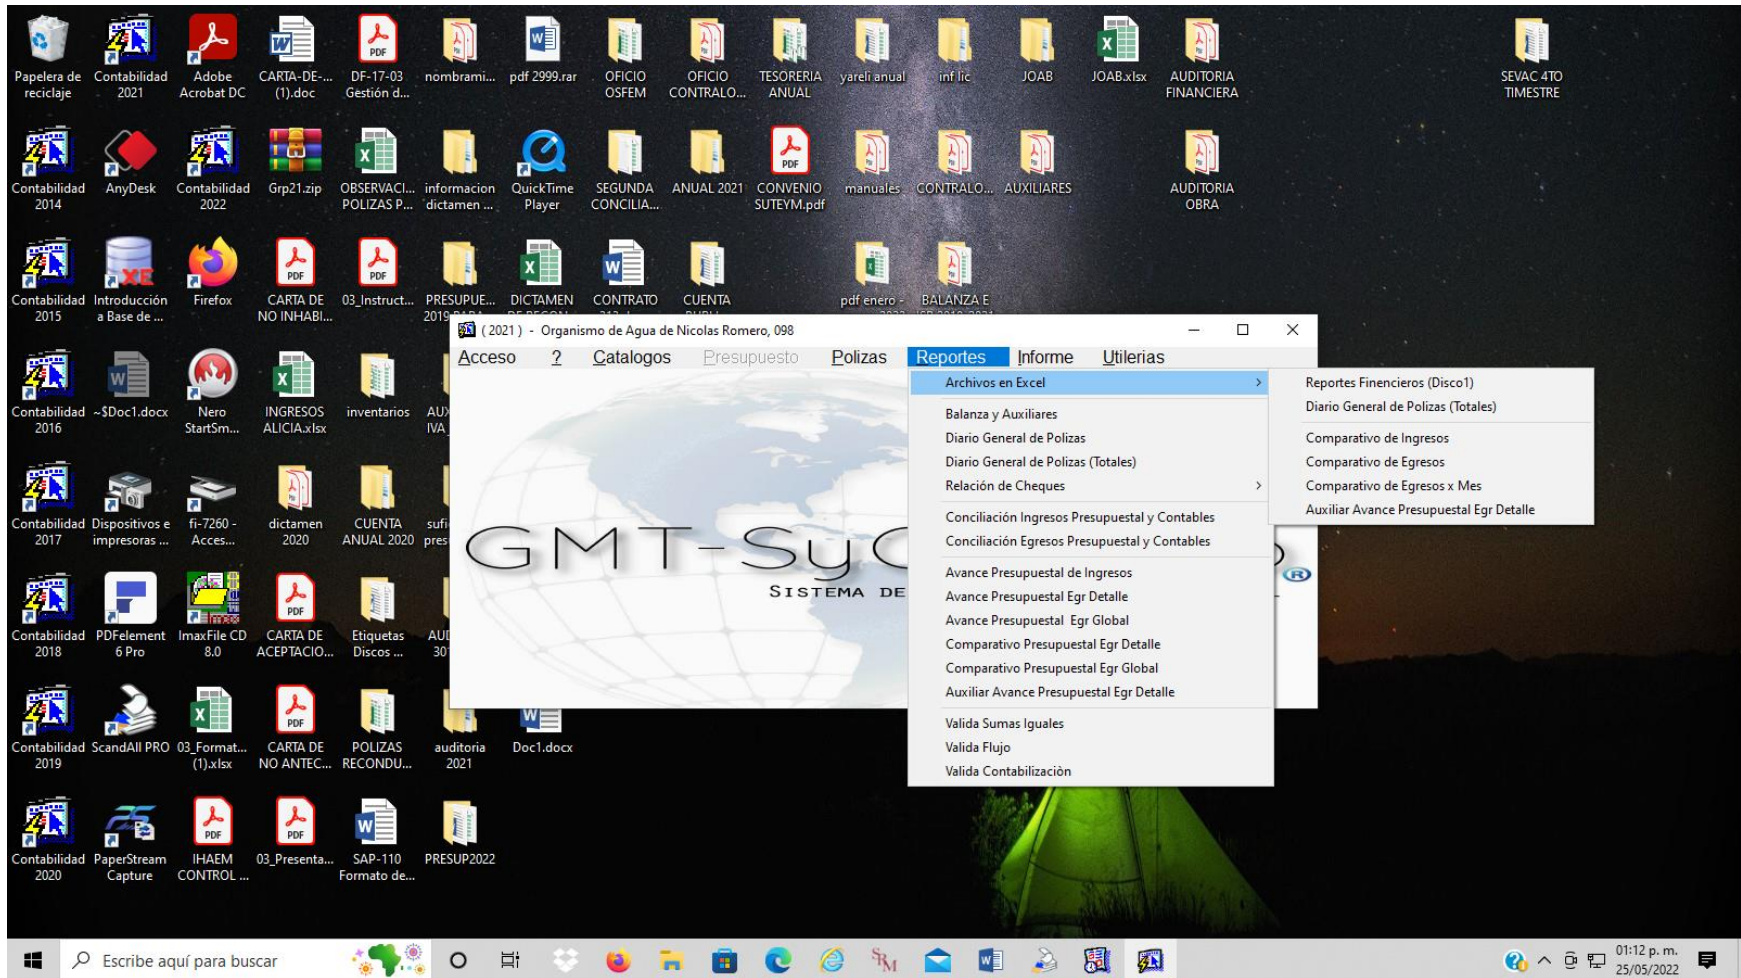 Papelera de
reciclaje
Contabilidad
2021
Adobe
Acrobat DC
CARTA-DE-...
(1).doc
DF-17-03
Gestión d...
nombrami...
pdf 2999.rar
OFICIO
OSFEM
OFICIO
CONTRALO...
TESORERIA
ANUAL
yareli anual
inf lic
JOAB
JOAB.xlsx
AUDITORIA
FINANCIERA
SEVAC 4TO
TIMESTRE
Contabilidad
2014
AnyDesk
Contabilidad
2022
Grp21.zip
OBSERVACI...
POLIZAS P...
informacion
dictamen ...
QuickTime
Player
SEGUNDA
CONCILIA...
ANUAL 2021
CONVENIO
SUTEYM.pdf
manuales
CONTRALO...
AUXILIARES
AUDITORIA
OBRA
Contabilidad
2015
Introducción
a Base de ...
Firefox
CARTA DE
NO INHABI...
03_Instruct...
PRESUPUE...
2019
DICTAMEN
CONTRATO
CUENTA
pdf enero -
BALANZA E
( 2021 ) - Organismo de Agua de Nicolas Romero, 098
Acceso ? Catalogos Presupuesto Polizas Reportes Informe Utilerias
Archivos en Excel
Balanza y Auxiliares
Diario General de Polizas
Diario General de Polizas (Totales)
Relación de Cheques
Conciliación Ingresos Presupuestal y Contables
Conciliación Egresos Presupuestal y Contables
Avance Presupuestal de Ingresos
Avance Presupuestal Egr Detalle
Avance Presupuestal Egr Global
Comparativo Presupuestal Egr Detalle
Comparativo Presupuestal Egr Global
Auxiliar Avance Presupuestal Egr Detalle
Valida Sumas Iguales
Valida Flujo
Valida Contabilizaciòn
Reportes Financieros (Disco1)
Diario General de Polizas (Totales)
Comparativo de Ingresos
Comparativo de Egresos
Comparativo de Egresos x Mes
Auxiliar Avance Presupuestal Egr Detalle
GMT-SyC
SISTEMA DE
®
Contabilidad
2016
~$Doc1.docx
Nero
StartSm...
INGRESOS
ALICIA.xlsx
inventarios
AUX
IVA
Contabilidad
2017
Dispositivos e
impresoras ...
fi-7260 -
Acces...
dictamen
2020
CUENTA
ANUAL 2020
sufi
pres
Contabilidad
2018
PDFelement
6 Pro
ImaxFile CD
8.0
CARTA DE
ACEPTACIO...
Etiquetas
Discos ...
AUD
30
Contabilidad
2019
ScandAll PRO
03_Format...
(1).xlsx
CARTA DE
NO ANTEC...
POLIZAS
RECONDU...
auditoria
2021
Doc1.docx
Contabilidad
2020
PaperStream
Capture
IHAEM
CONTROL ...
03_Presenta...
SAP-110
Formato de...
PRESUP2022
Escribe aquí para buscar
01:12 p. m.
25/05/2022